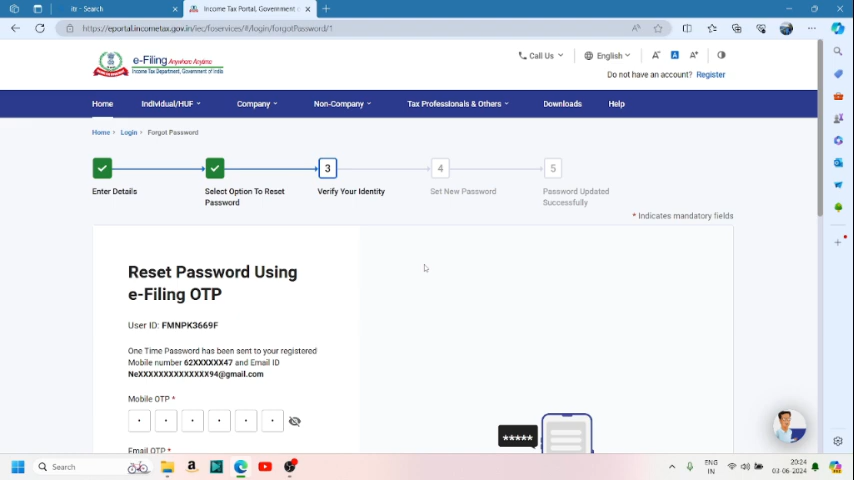 itr - Search
Income Tax Portal, Government
https://eportal.incometax.gov.in/iec/foservices/#/login/forgotPassword/1
e-Filing Anywhere Anytime
Income Tax Department, Government of India
Call Us
English
A-
A
A+
Do not have an account? Register
Home
Individual/HUF
Company
Non-Company
Tax Professionals & Others
Downloads
Help
Home
Login
Forgot Password
3
4
5
Enter Details
Select Option To Reset
Password
Verify Your Identity
Set New Password
Password Updated
Successfully
* Indicates mandatory fields
Reset Password Using
e-Filing OTP
User ID: FMNPK3669F
One Time Password has been sent to your registered
Mobile number 62XXXXXX47 and Email ID
NeXXXXXXXXXXXXXX94@gmail.com
Mobile OTP *
Email OTP *
*****
Search
ENG
IN
20:24
03-06-2024